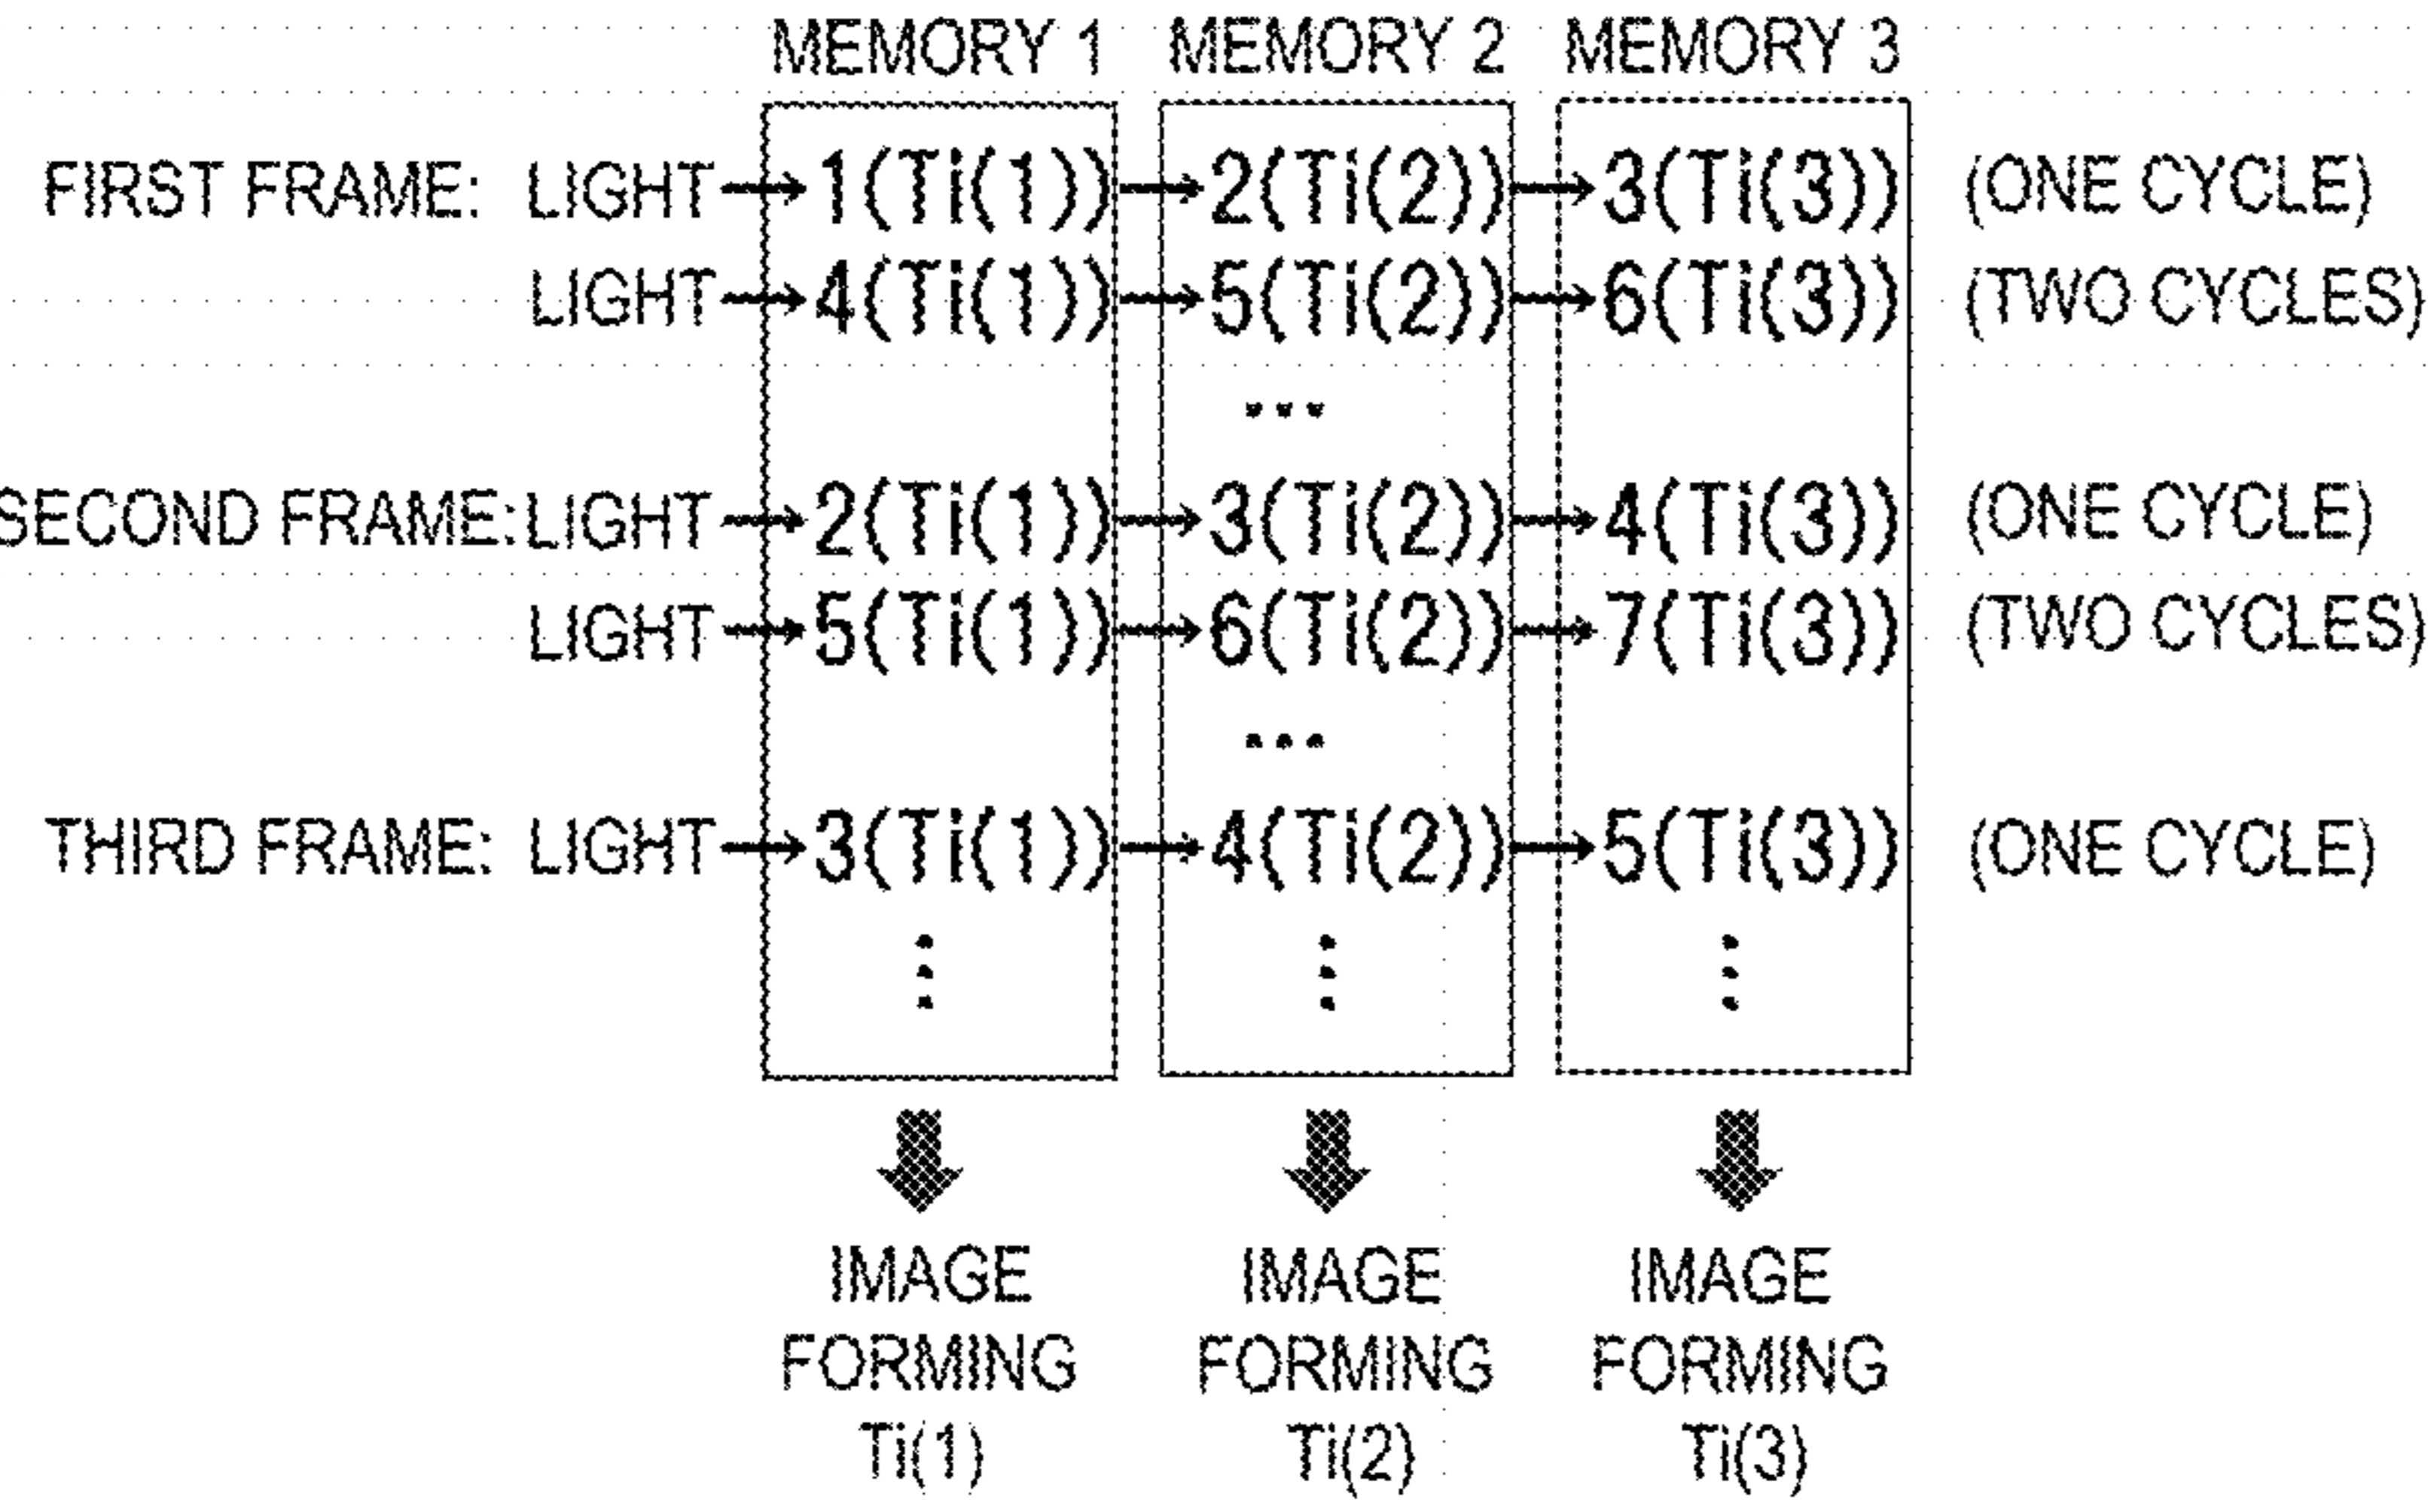 MEMORY 1 MEMORY 2 MEMORY 3
FIRST FRAME: LIGHT→1(Ti(1))→2(Ti(2))→3(Ti(3)) (ONE CYCLE)
LIGHT→4(Ti(1))→5(Ti(2))→6(Ti(3)) (TWO CYCLES)
...
SECOND FRAME:LIGHT→2(Ti(1))→3(Ti(2))→4(Ti(3)) (ONE CYCLE)
LIGHT→5(Ti(1))→6(Ti(2))→7(Ti(3)) (TWO CYCLES)
...
THIRD FRAME: LIGHT→3(Ti(1))→4(Ti(2))→5(Ti(3)) (ONE CYCLE)
⋮ ⋮ ⋮
IMAGE IMAGE IMAGE
FORMING FORMING FORMING
Ti(1) Ti(2) Ti(3)